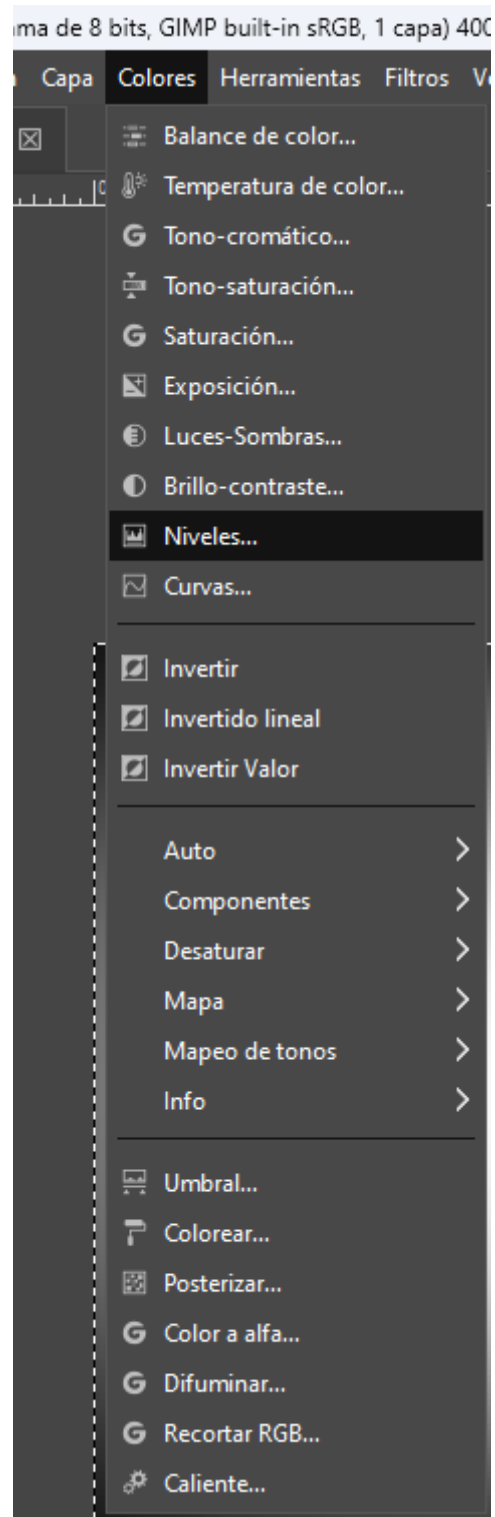 ama de 8 bits, GIMP built-in sRGB, 1 capa) 400
Capa Colores Herramientas Filtros Ve
Balance de color...
Temperatura de color...
Tono-cromático...
Tono-saturación...
Saturación...
Exposición...
Luces-Sombras...
Brillo-contraste...
Niveles...
Curvas...
Invertir
Invertido lineal
Invertir Valor
Auto
Componentes
Desaturar
Mapa
Mapeo de tonos
Info
Umbral...
Colorear...
Posterizar...
Color a alfa...
Difuminar...
Recortar RGB...
Caliente...